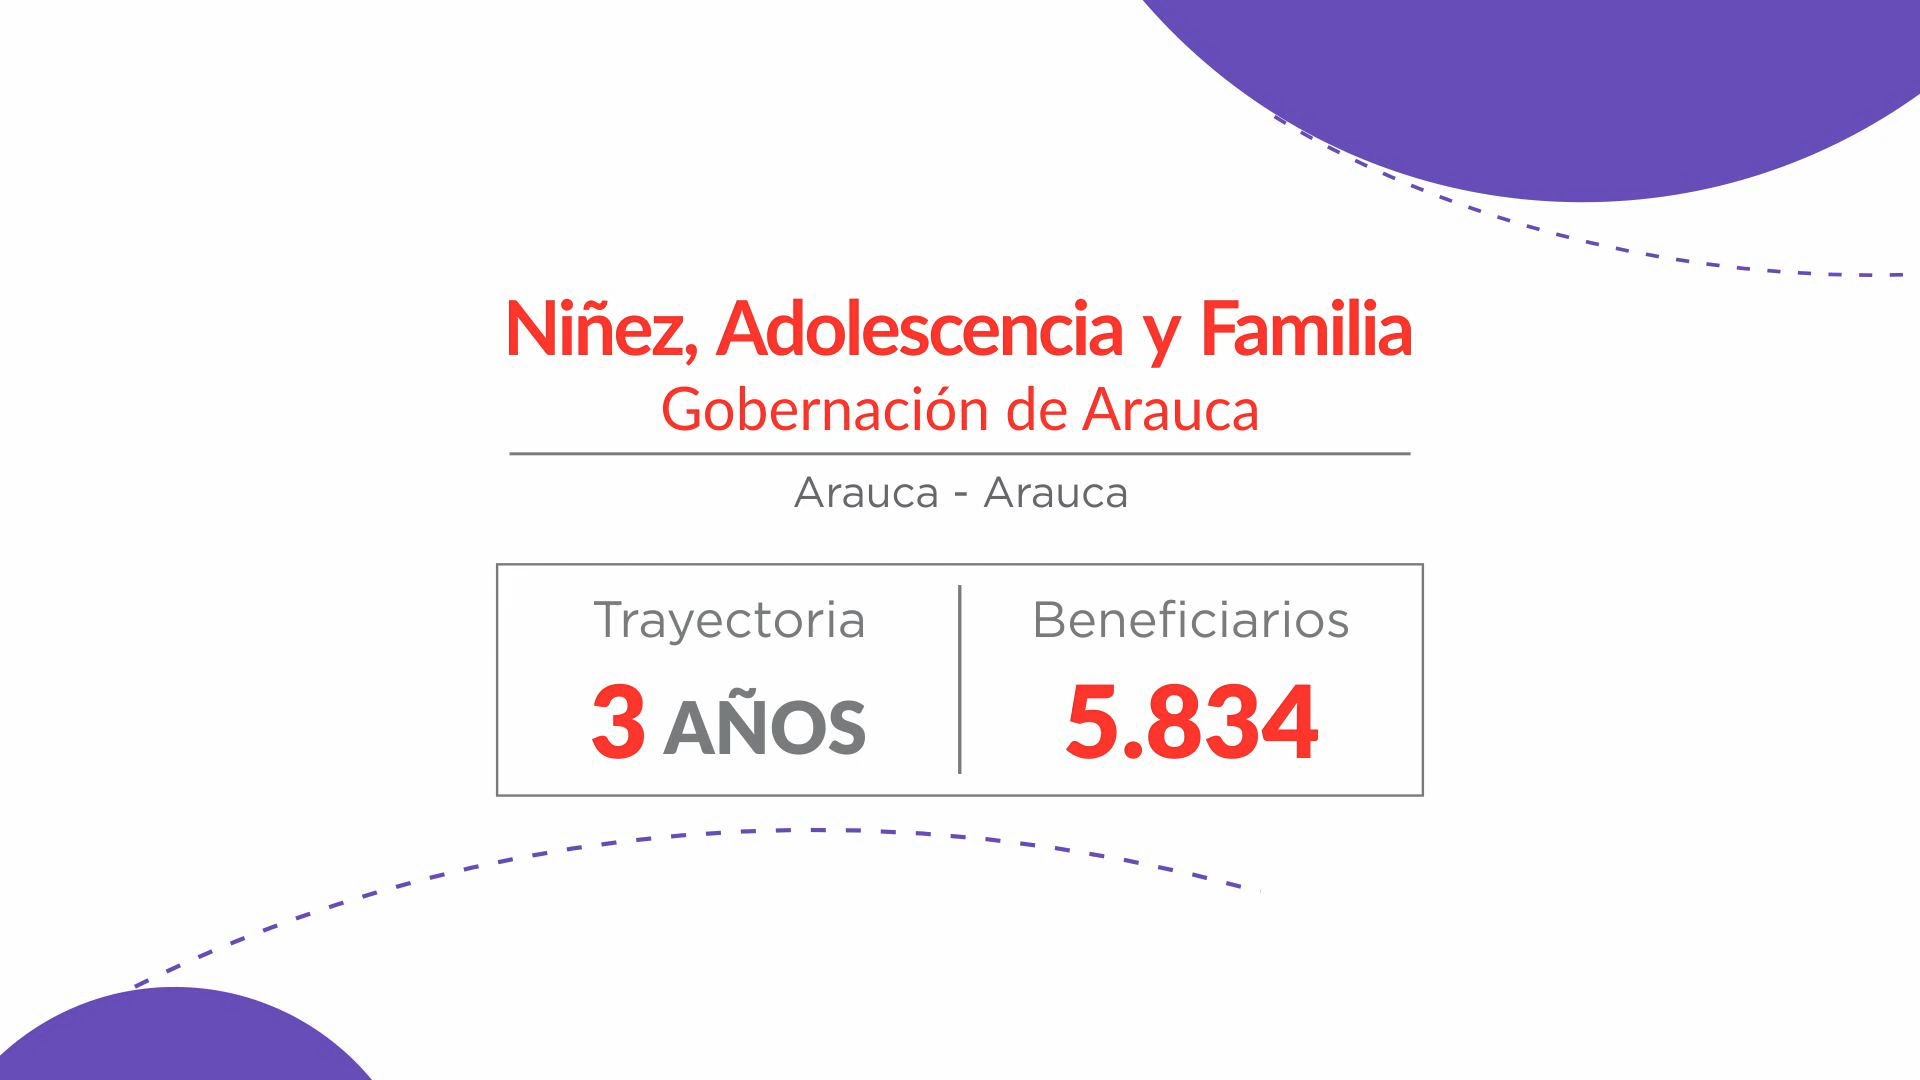 Niñez, Adolescencia y Familia
Gobernación de Arauca
Arauca - Arauca
Trayectoria
3 AÑOS
Beneficiarios
5.834